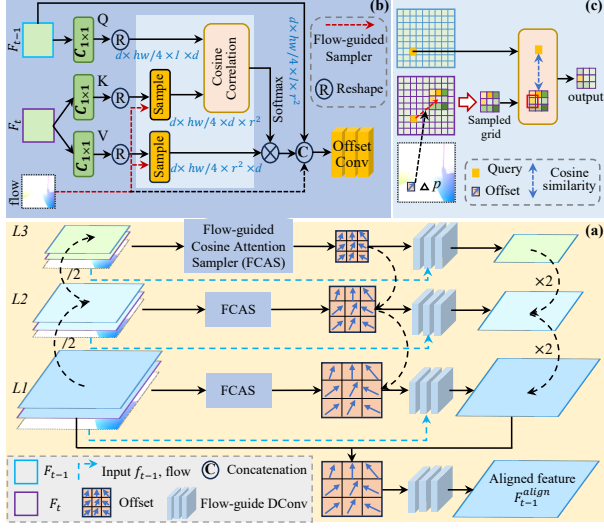 (b)
F_{t-1}
C_{1×1}
Q
R
d× hw/4 ×1 ×d
d× hw/4×1×r²
Cosine
Correlation
Flow-guided
Sampler
R
Reshape
K
C_{1×1}
R
Sample
d× hw/4 ×d ×r²
Softmax
F_t
V
C_{1×1}
R
Sample
d× hw/4 × r² ×d
C
Offset
Conv
flow
(c)
Sampled
grid
output
p
Query
Offset
Cosine
similarity
(a)
L3
Flow-guided
Cosine Attention
Sampler (FCAS)
/2
×2
L2
FCAS
/2
×2
L1
FCAS
F_{t-1}
Input f_{t-1}, flow
C
Concatenation
F_t
Offset
Flow-guide DConv
Aligned feature
F_{t-1}^{align}